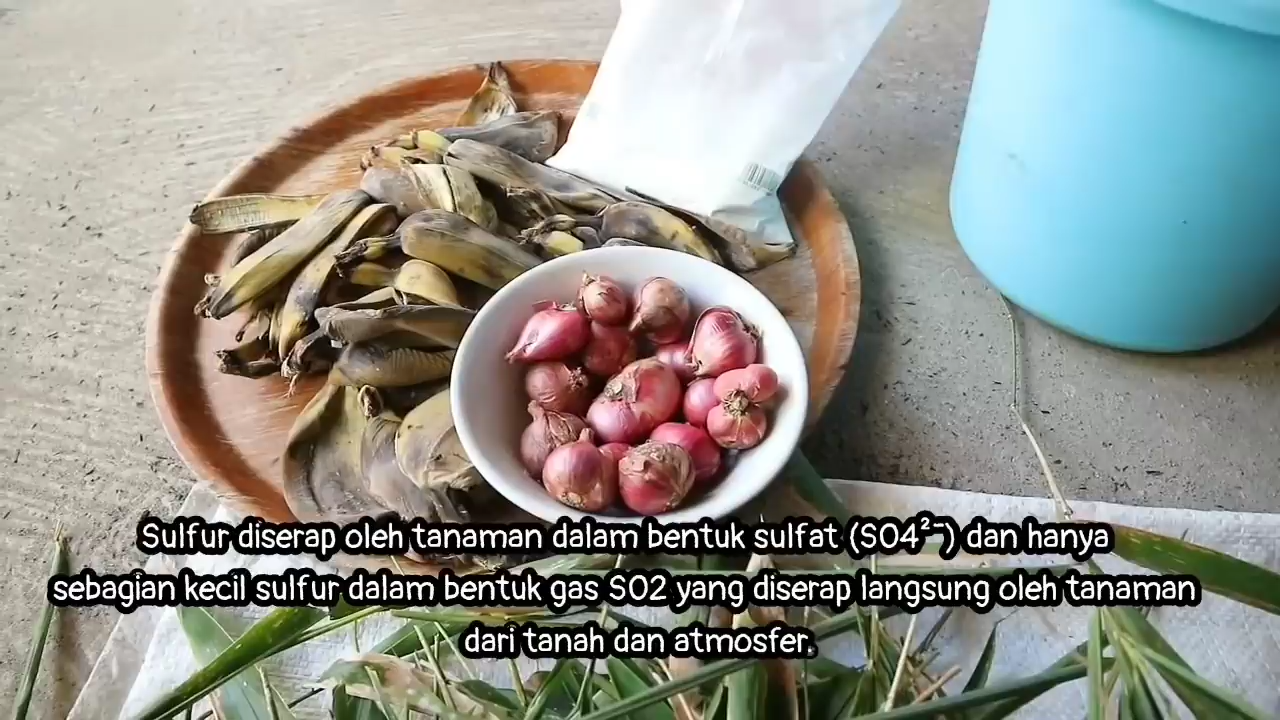 Sulfur diserap oleh tanaman dalam bentuk sulfat (SO4²⁻) dan hanya
sebagian kecil sulfur dalam bentuk gas SO2 yang diserap langsung oleh tanaman
dari tanah dan atmosfer.